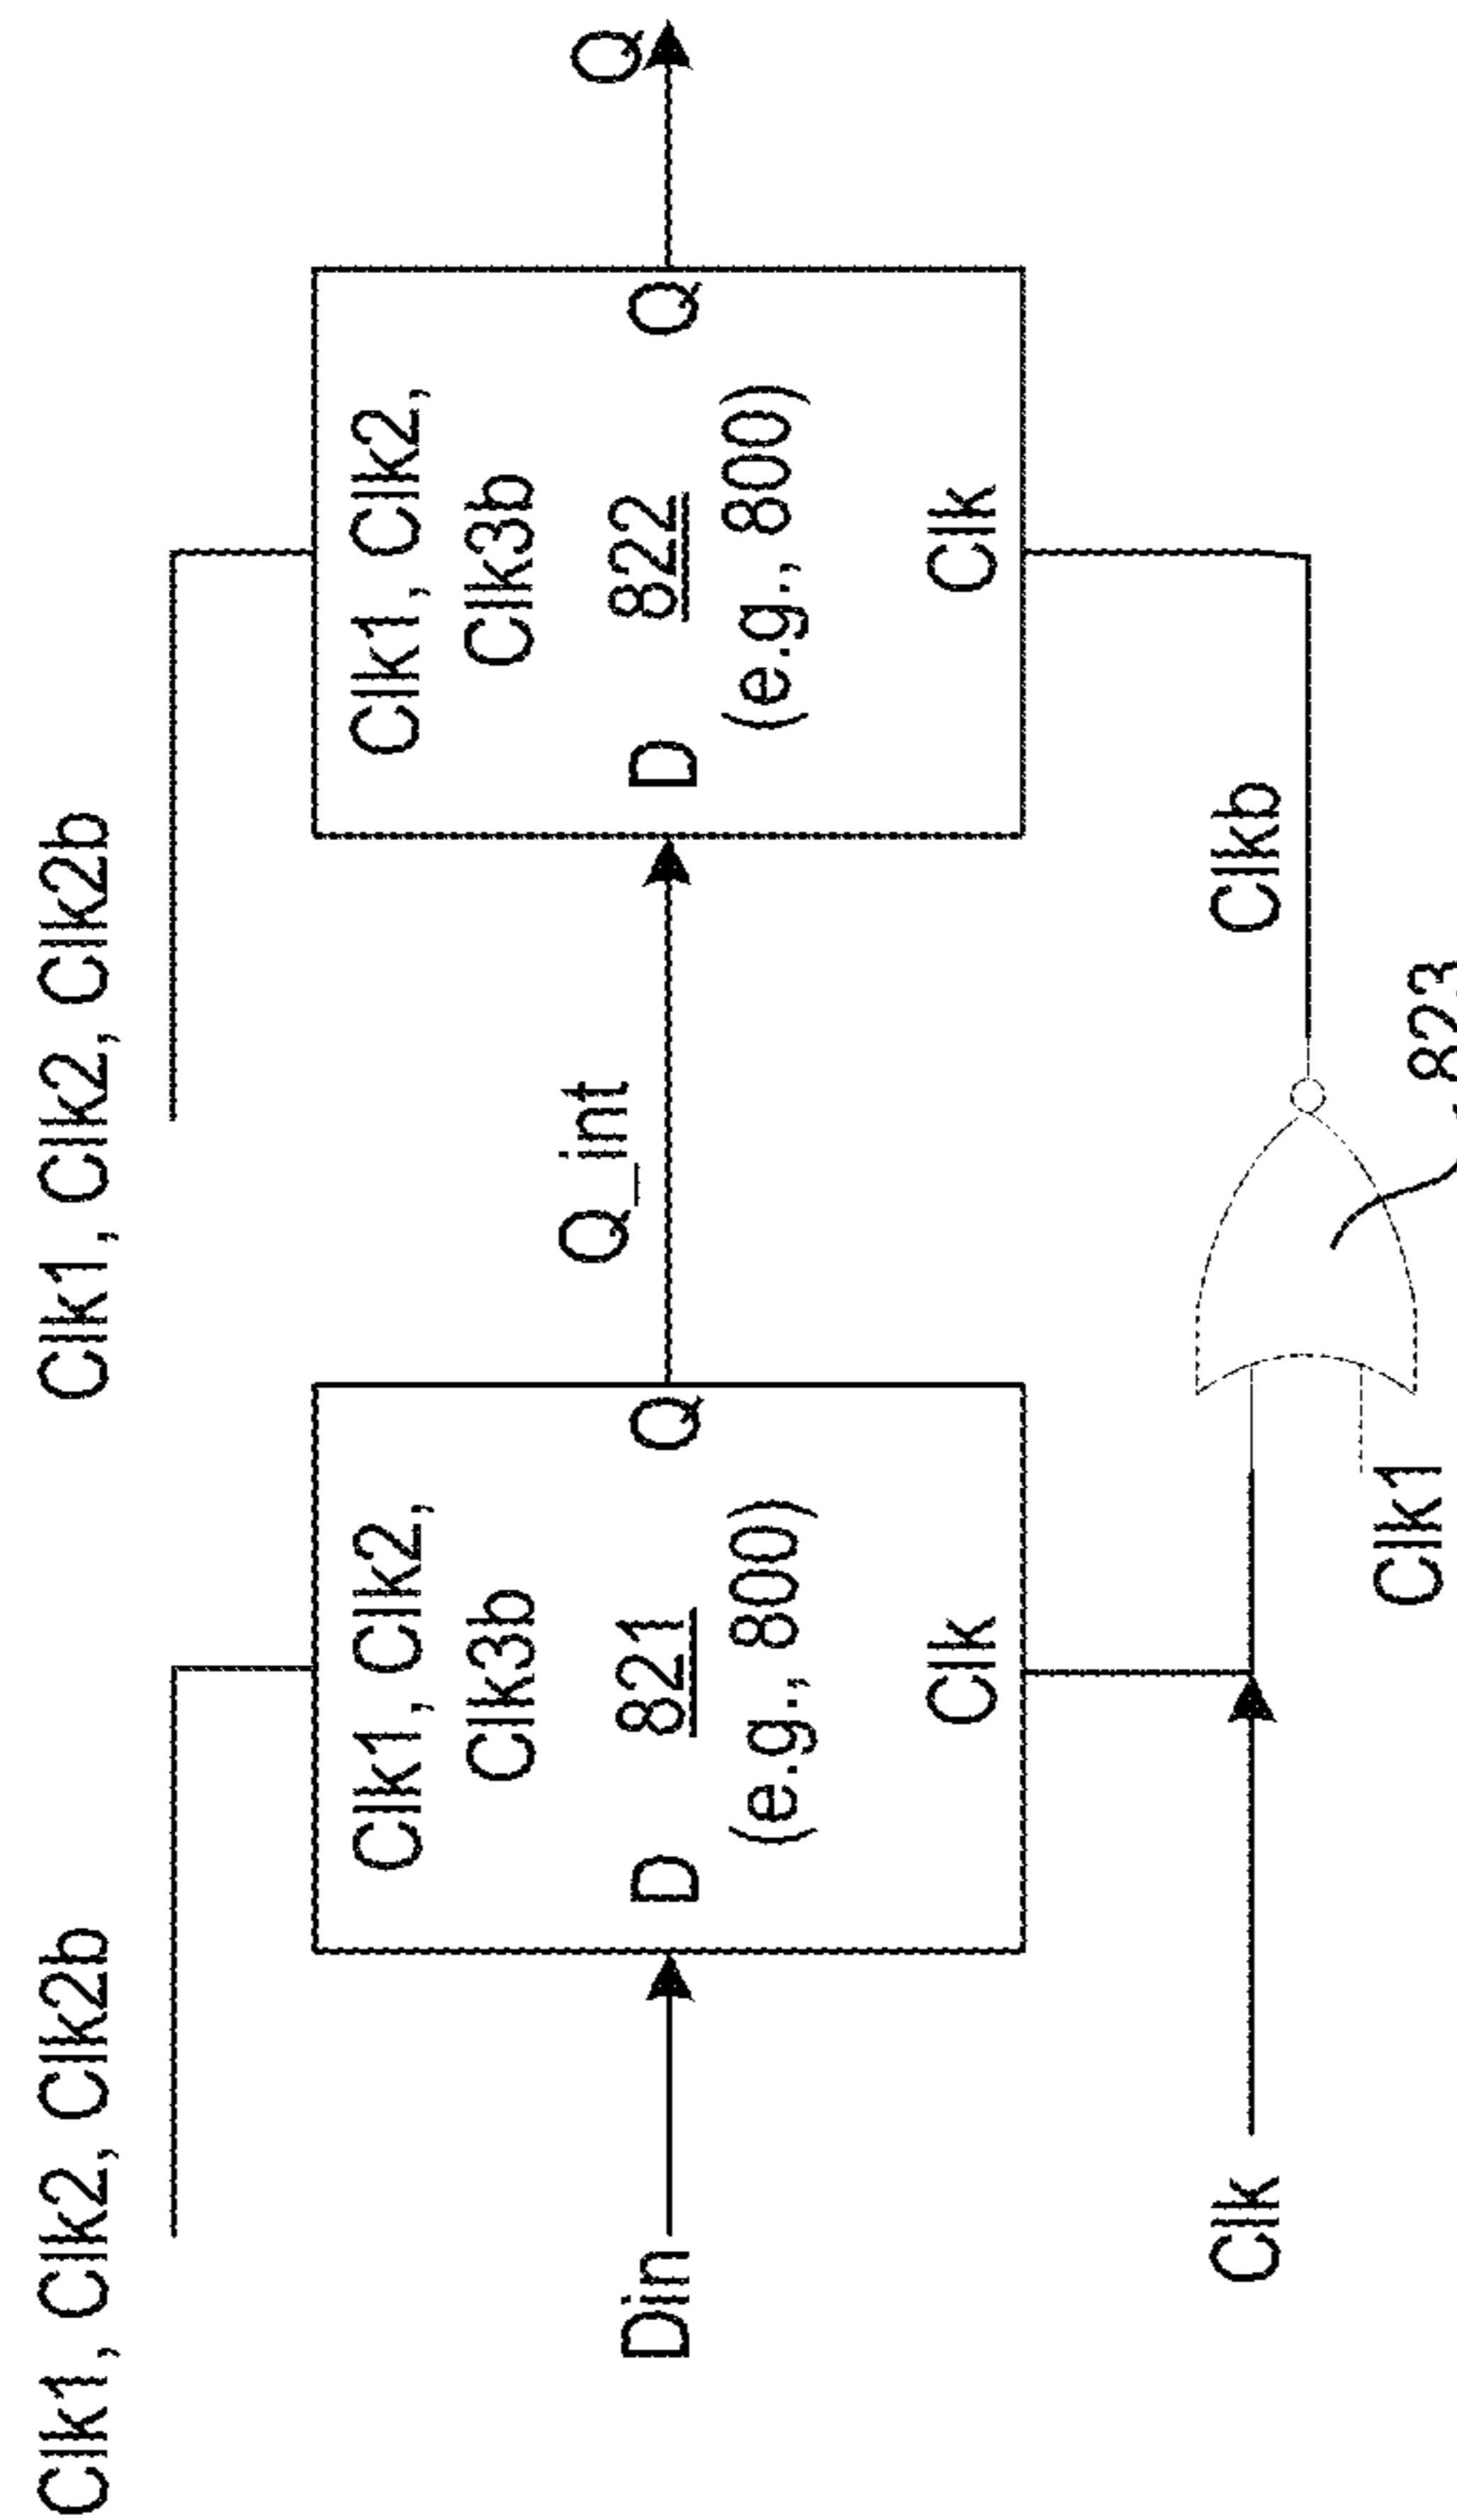 Clk1, Clk2, Clk2b
Clk1, Clk2, Clk2b
Clk1, Clk2,
Clk3b
Din
D
821
Q
(e.g., 800)
Clk
Q_int
Clk1, Clk2,
Clk3b
D
822
Q
(e.g., 800)
Clk
Q
Clk
Clk1
823
Clkb